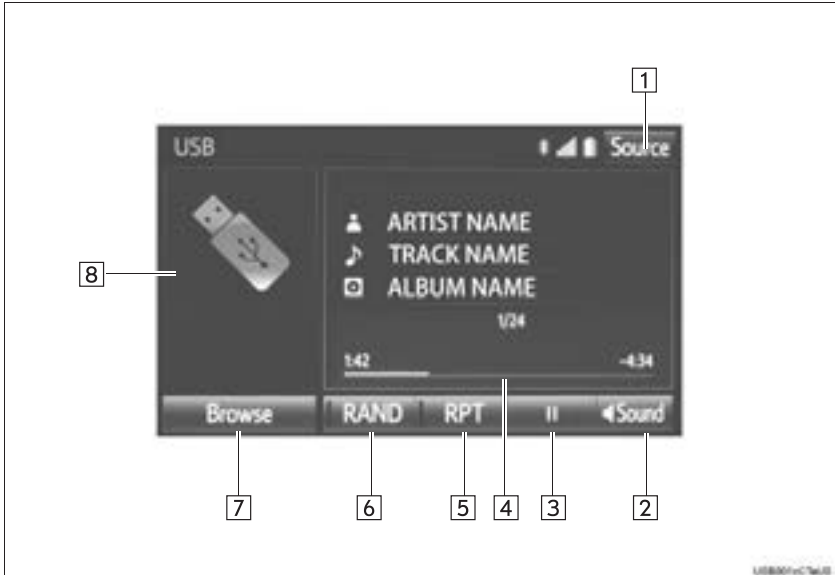 1
USB
Source
ARTIST NAME
TRACK NAME
ALBUM NAME
1/24
1:42
-4:34
8
Browse
RAND
RPT
Sound
7
6
5
4
3
2